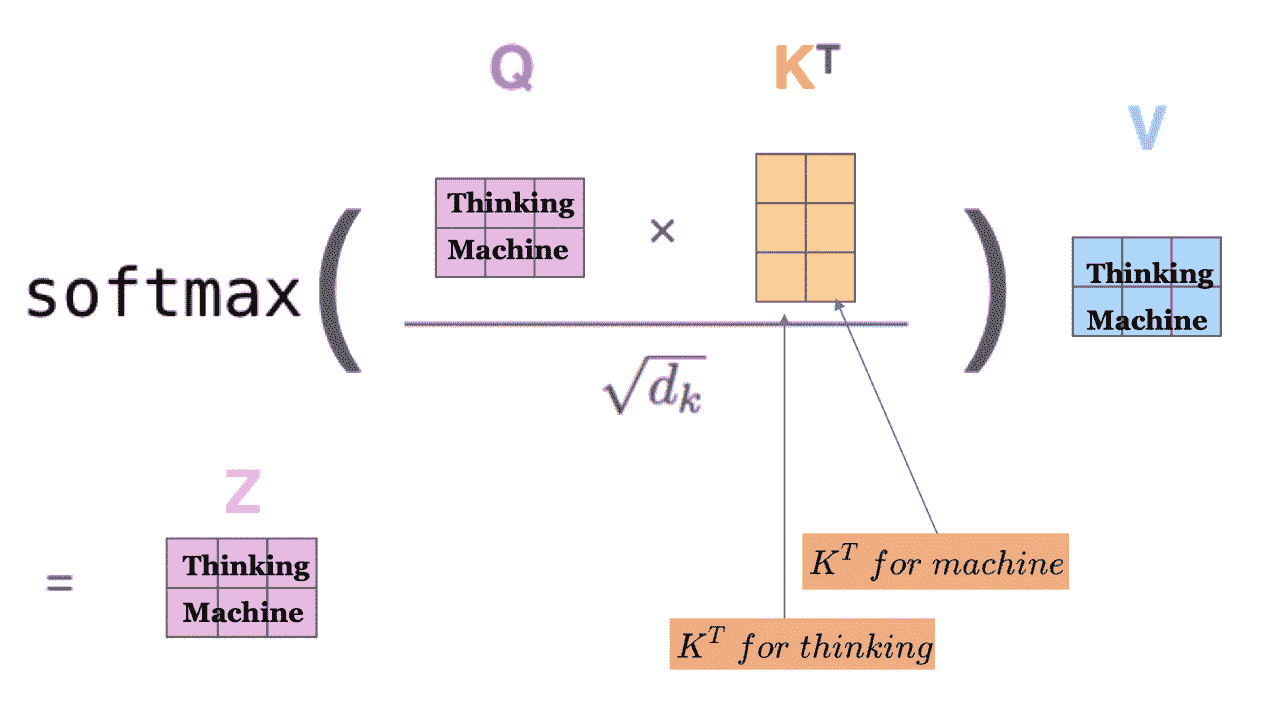 Q
K^T
V
Thinking
Machine
×
softmax( )
√d_k
Thinking
Machine
Z
=
Thinking
Machine
K^T for machine
K^T for thinking